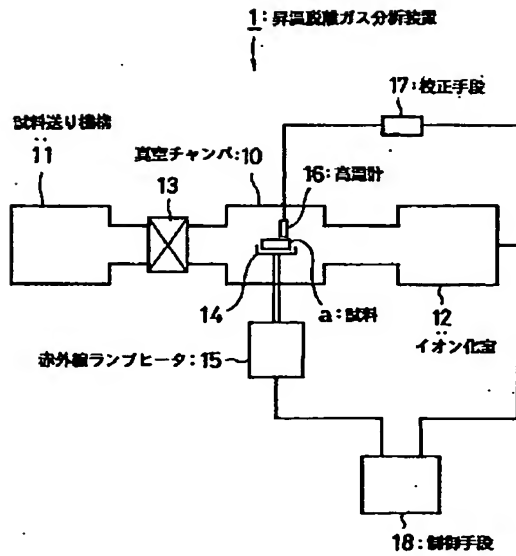 1:昇温脱離ガス分析装置
17:校正手段
試料送り機構
11
真空チャンバ:10
13
16:高温計
14
a:試料
12
イオン化室
赤外線ランプヒータ:15
18:制御手段